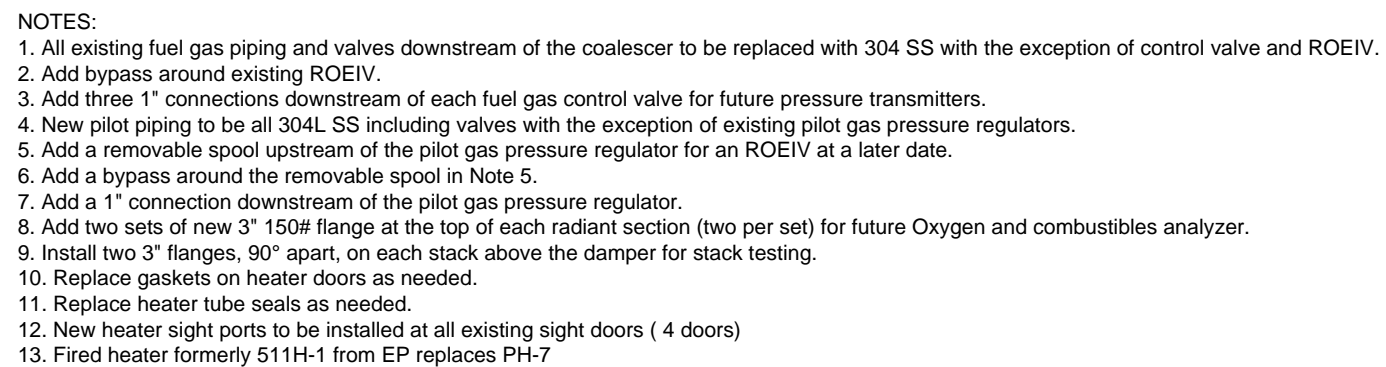 NOTES:
1. All existing fuel gas piping and valves downstream of the coalescer to be replaced with 304 SS with the exception of control valve and ROEIV.
2. Add bypass around existing ROEIV.
3. Add three 1" connections downstream of each fuel gas control valve for future pressure transmitters.
4. New pilot piping to be all 304L SS including valves with the exception of existing pilot gas pressure regulators.
5. Add a removable spool upstream of the pilot gas pressure regulator for an ROEIV at a later date.
6. Add a bypass around the removable spool in Note 5.
7. Add a 1" connection downstream of the pilot gas pressure regulator.
8. Add two sets of new 3" 150# flange at the top of each radiant section (two per set) for future Oxygen and combustibles analyzer.
9. Install two 3" flanges, 90° apart, on each stack above the damper for stack testing.
10. Replace gaskets on heater doors as needed.
11. Replace heater tube seals as needed.
12. New heater sight ports to be installed at all existing sight doors ( 4 doors)
13. Fired heater formerly 511H-1 from EP replaces PH-7